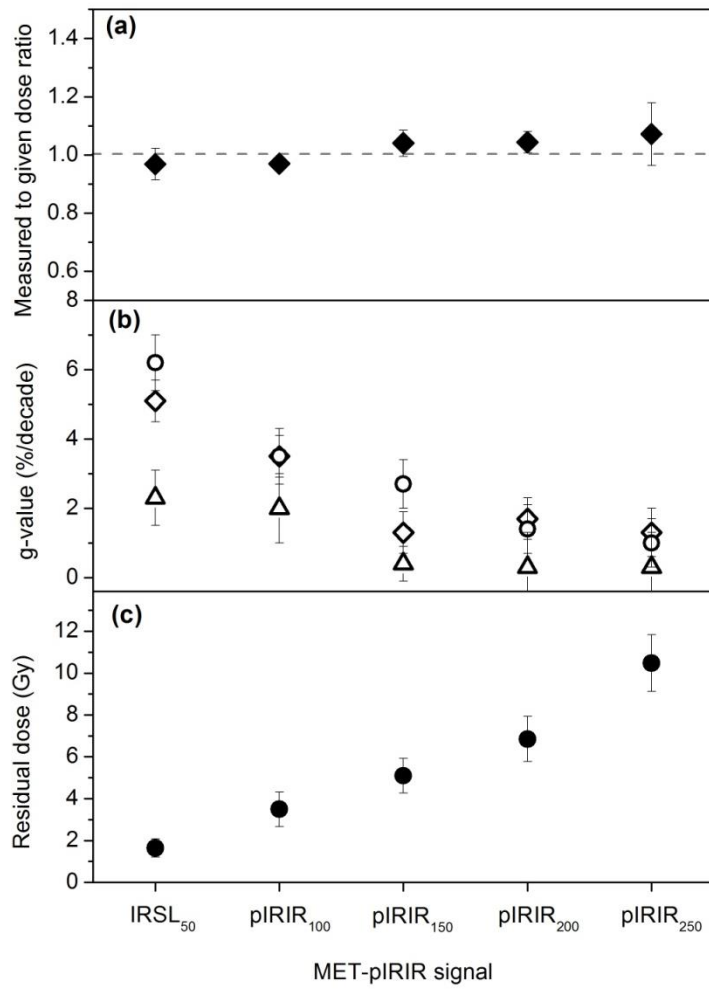 (a)
Measured to given dose ratio
1.4
1.2
1.0
0.8
0.6
(b)
g-value (%/decade)
8
6
4
2
0
(c)
Residual dose (Gy)
12
10
8
6
4
2
0
IRSL50 pIRIR100 pIRIR150 pIRIR200 pIRIR250
MET-pIRIR signal